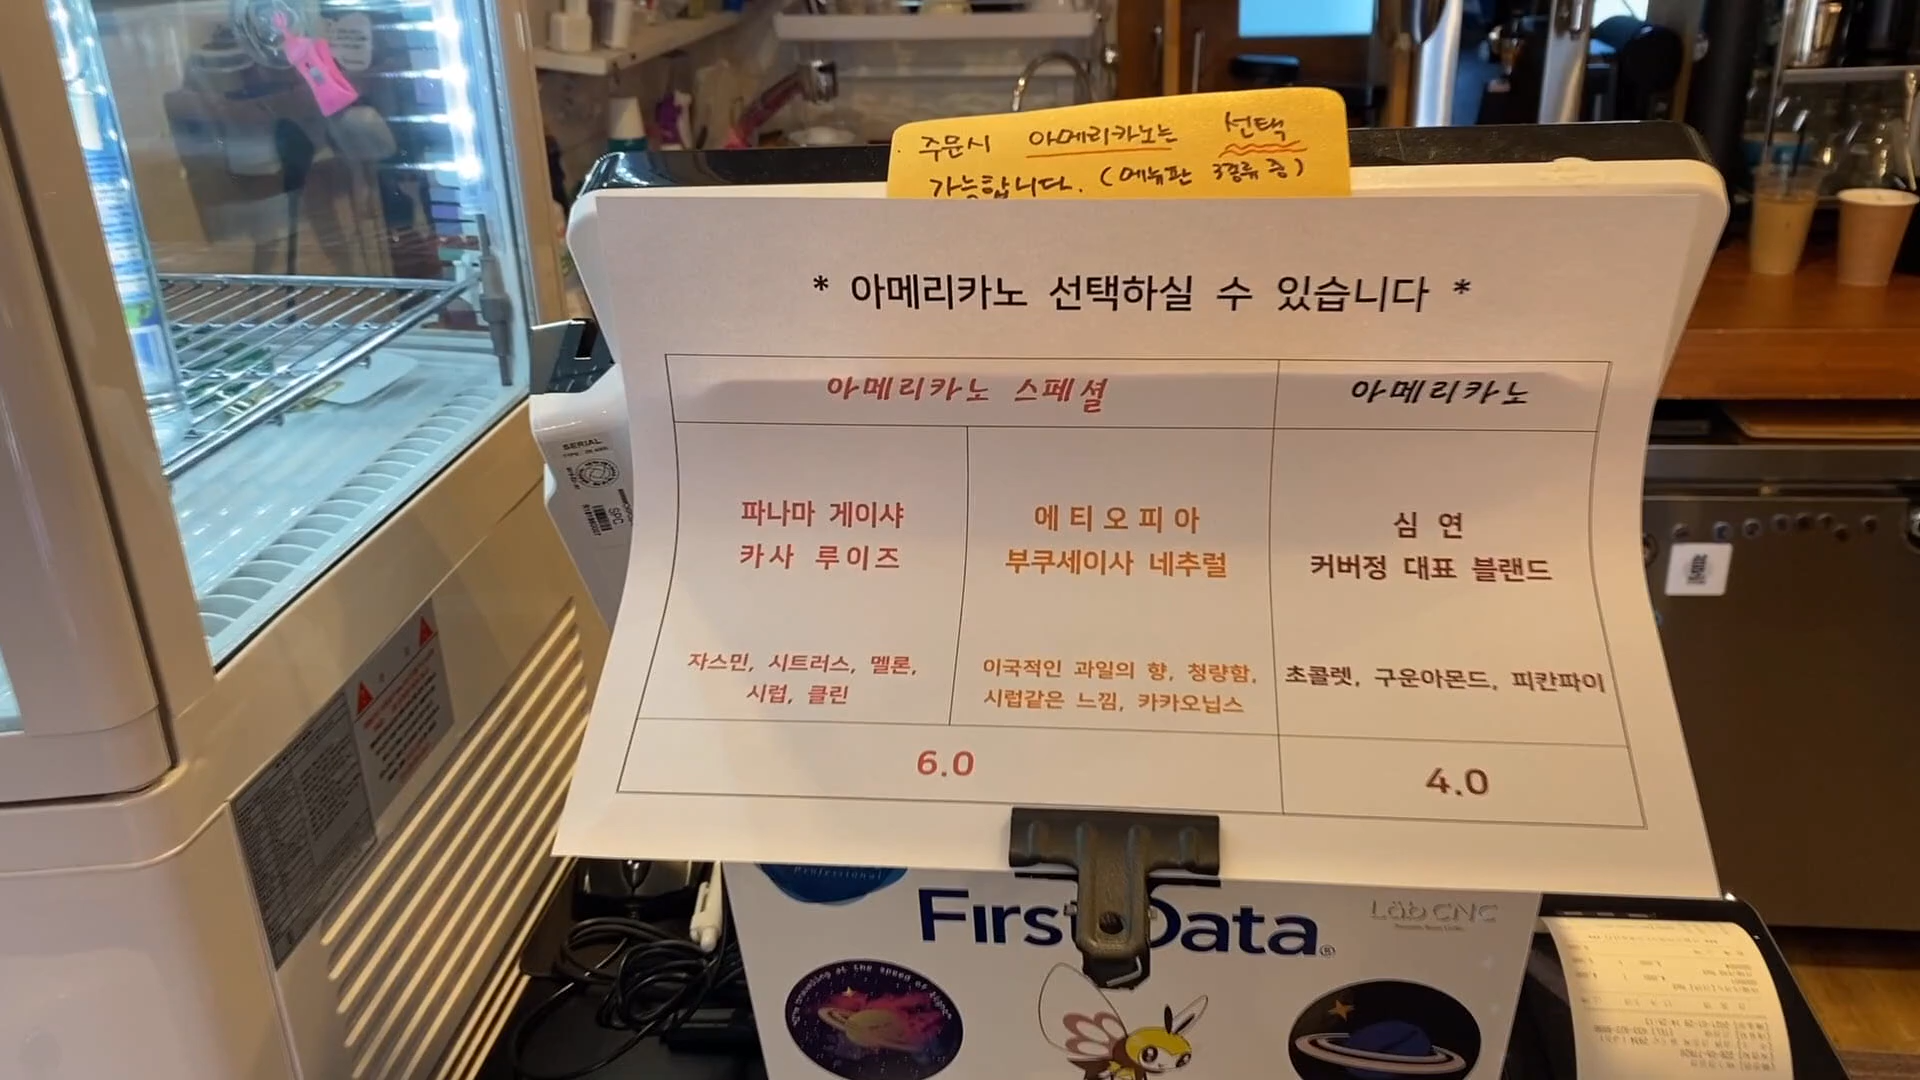 주문시 아메리카노는 선택
가능합니다. (메뉴판 3종류 중)
* 아메리카노 선택하실 수 있습니다 *
아메리카노 스페셜
아메리카노
파나마 게이샤
카사 루이즈
에티오피아
부쿠세이사 네추럴
심 연
커버정 대표 블랜드
자스민, 시트러스, 멜론,
시럽, 클린
이국적인 과일의 향, 청량함,
시럽같은 느낌, 카카오닙스
초콜렛, 구운아몬드, 피칸파이
6.0
4.0
SERIAL
SPC
Professional
First Data